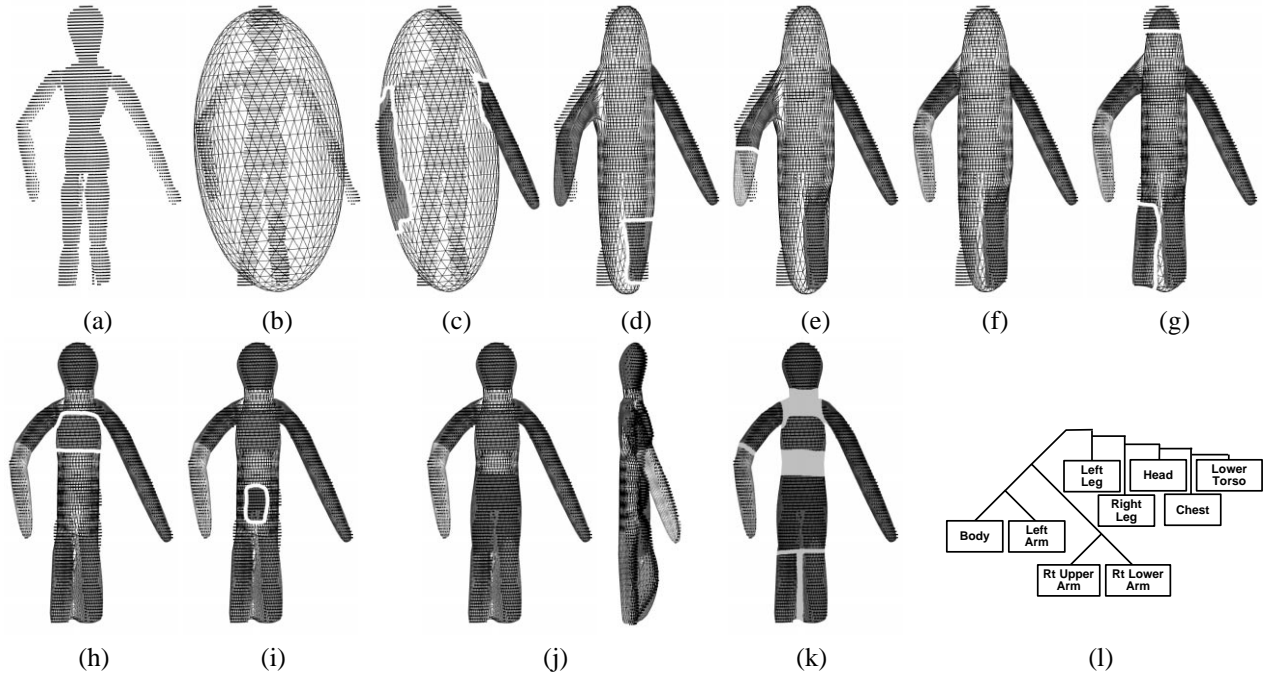 (a) (b) (c) (d) (e) (f) (g)
Left Leg
Head
Lower Torso
Right Leg
Chest
Body
Left Arm
Rt Upper Arm
Rt Lower Arm
(h) (i) (j) (k) (l)